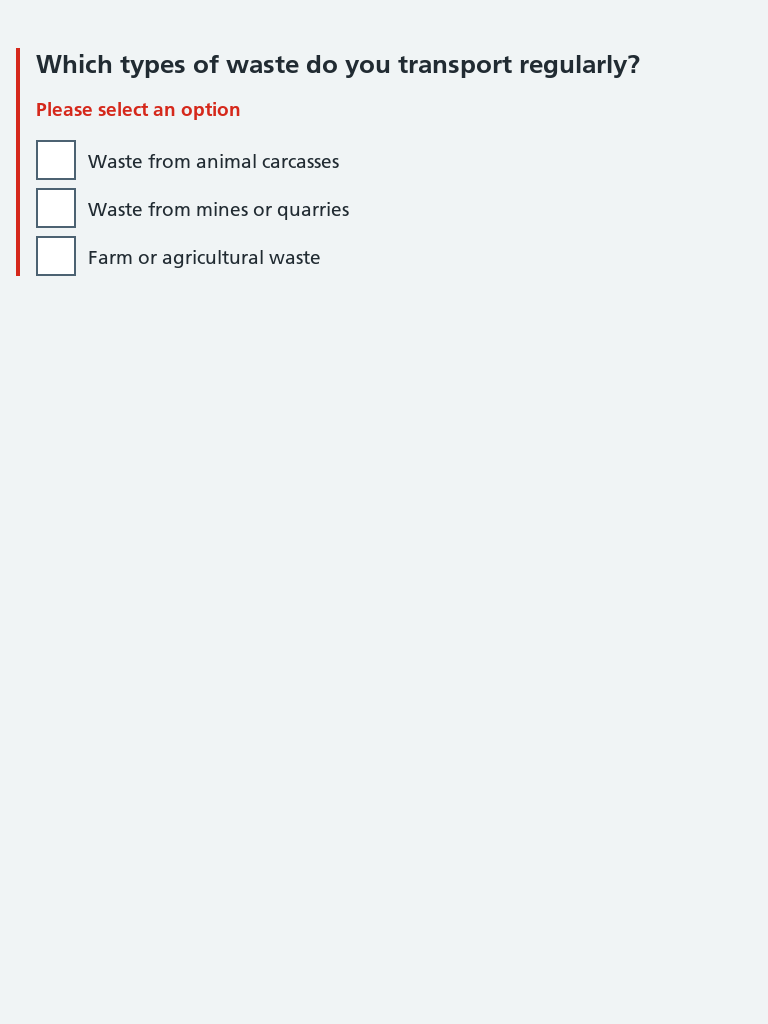 Which types of waste do you transport regularly?
Please select an option
Waste from animal carcasses
Waste from mines or quarries
Farm or agricultural waste